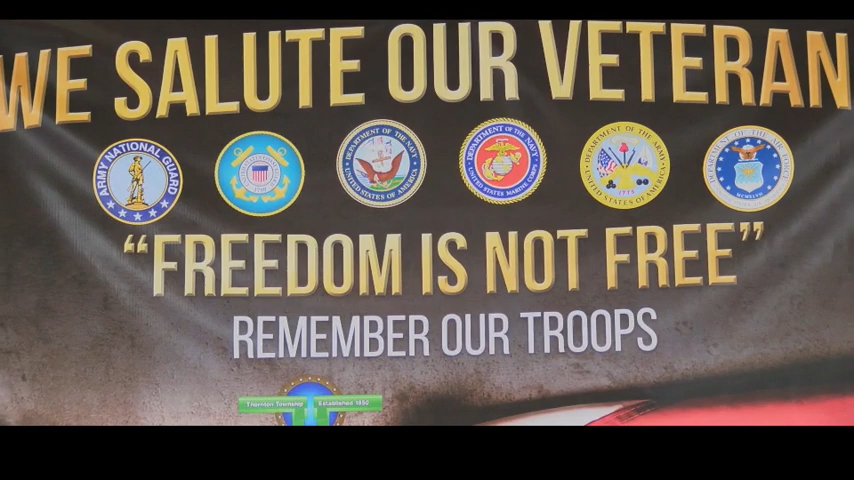 WE SALUTE OUR VETERAN
ARMY NATIONAL GUARD
DEPARTMENT OF THE NAVY
UNITED STATES OF AMERICA
DEPARTMENT OF THE NAVY
UNITED STATES MARINE CORPS
DEPARTMENT OF THE ARMY
UNITED STATES OF AMERICA
1775
DEPARTMENT OF THE AIR FORCE
MCMXLVII
“FREEDOM IS NOT FREE”
REMEMBER OUR TROOPS
Thornton Township Established 1850